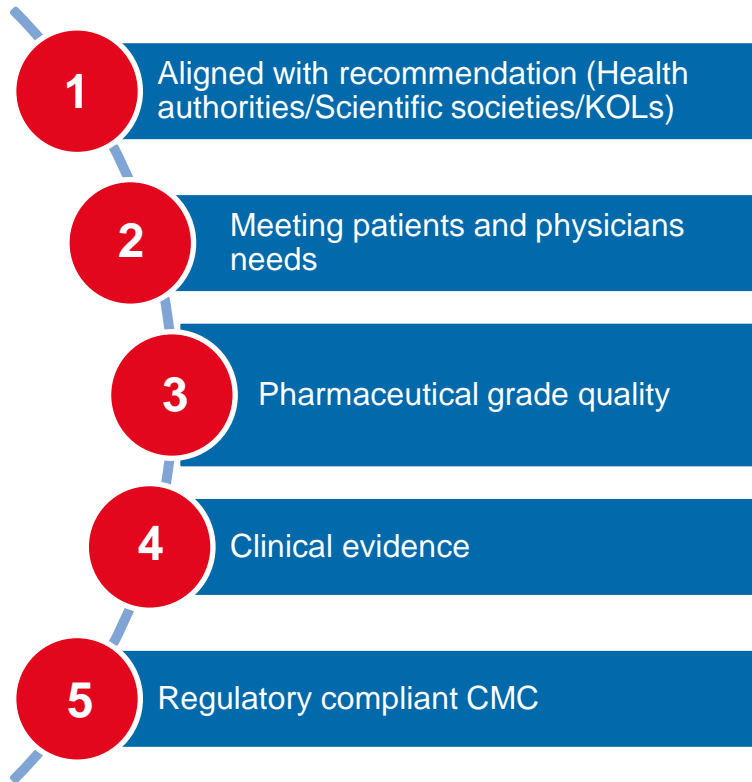 1
Aligned with recommendation (Health
authorities/Scientific societies/KOLs)
2
Meeting patients and physicians
needs
3
Pharmaceutical grade quality
4
Clinical evidence
5
Regulatory compliant CMC